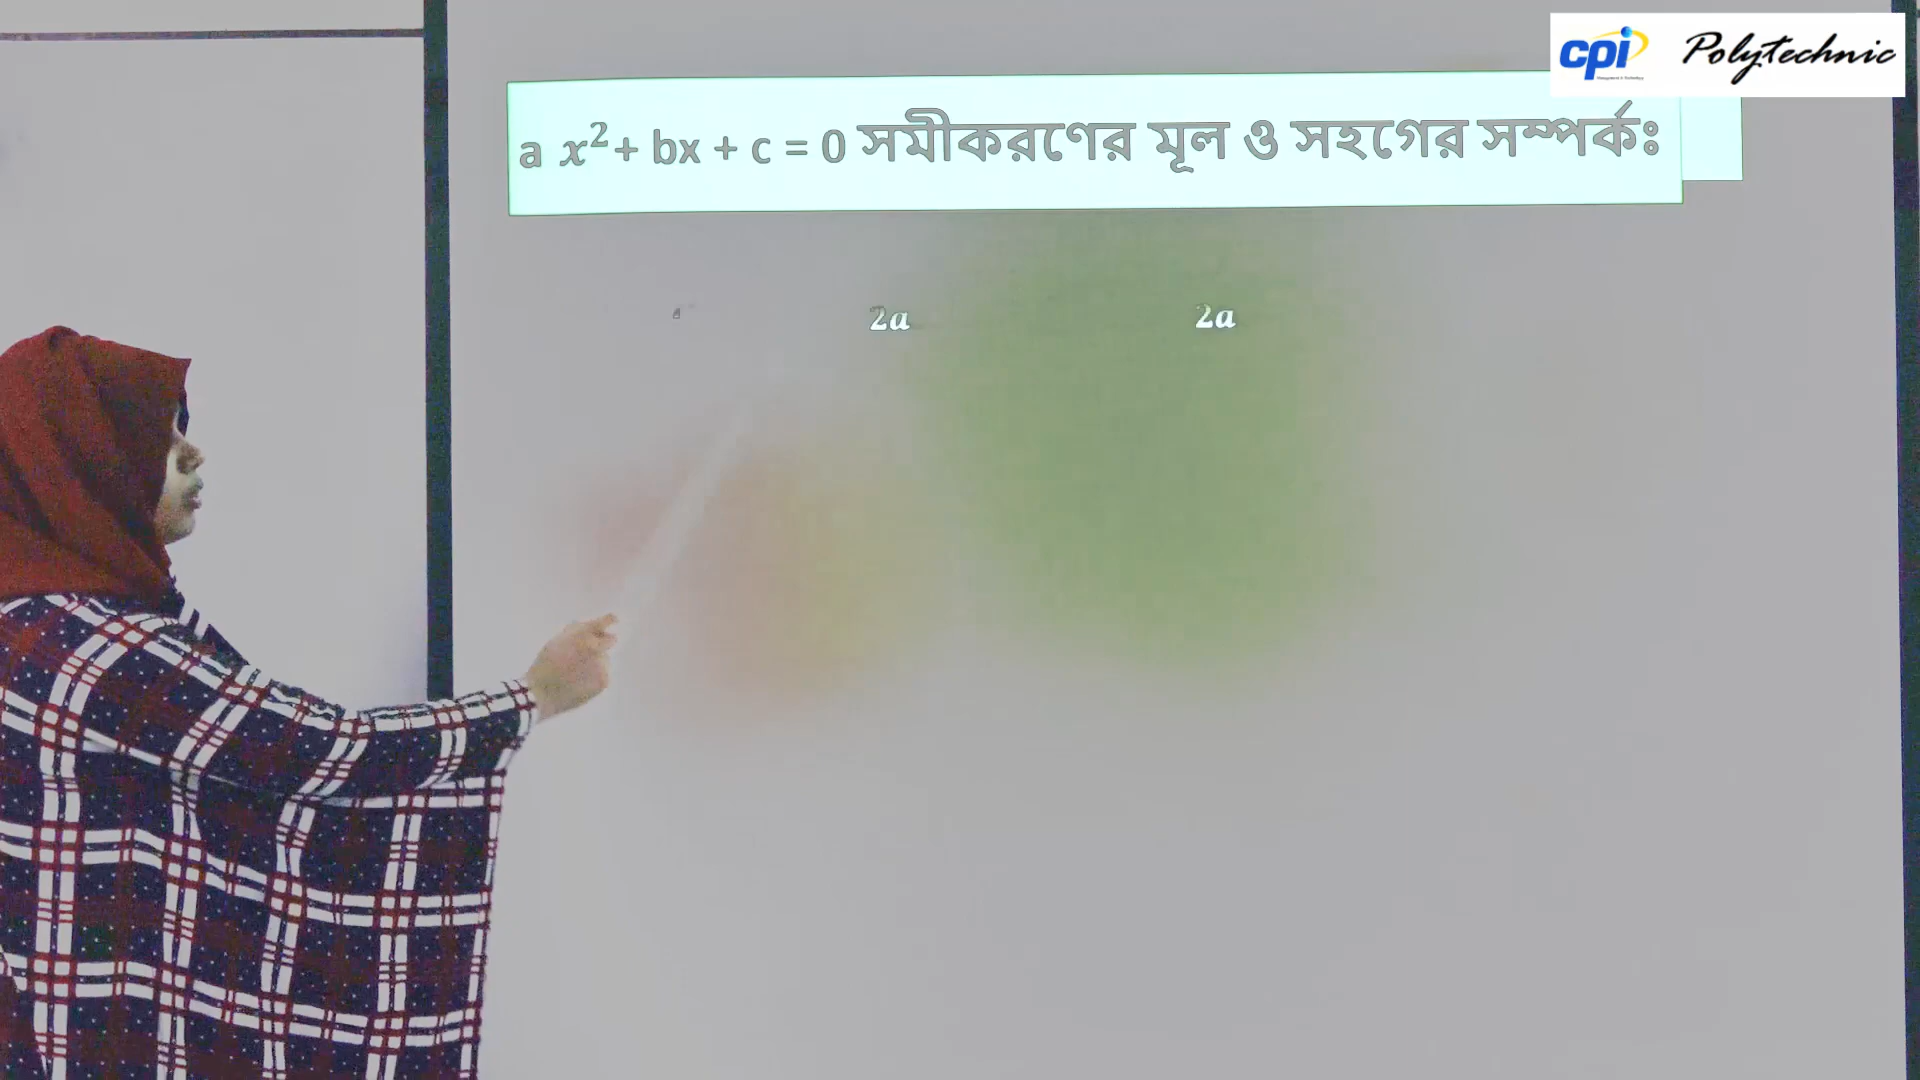 cpi Polytechnic
a x²+ bx + c = 0 সমীকরণের মূল ও সহগের সম্পর্কঃ
2a 2a